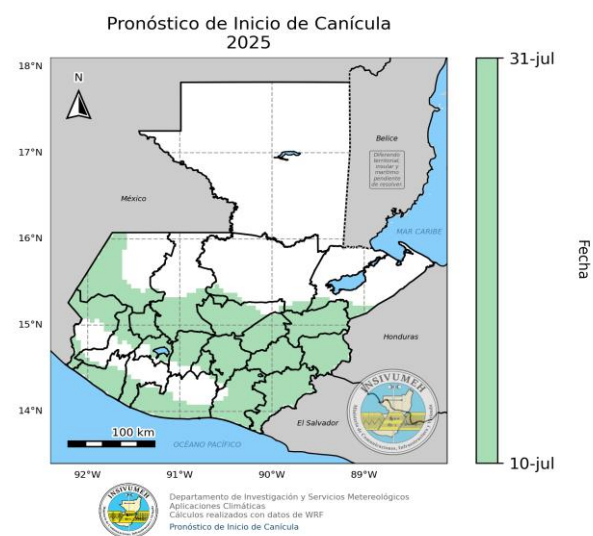 Pronóstico de Inicio de Canícula
2025
18°N
17°N
16°N
15°N
14°N
N
México
Belice
Diferendo
territorial,
insular y
marítimo
pendiente
de resolver
MAR CARIBE
Honduras
El Salvador
OCÉANO PACÍFICO
100 km
INSIVUMEH
92°W
91°W
90°W
89°W
31-jul
10-jul
Fecha
INSIVUMEH
Departamento de Investigación y Servicios Metereológicos
Aplicaciones Climáticas
Cálculos realizados con datos de WRF
Pronóstico de Inicio de Canícula